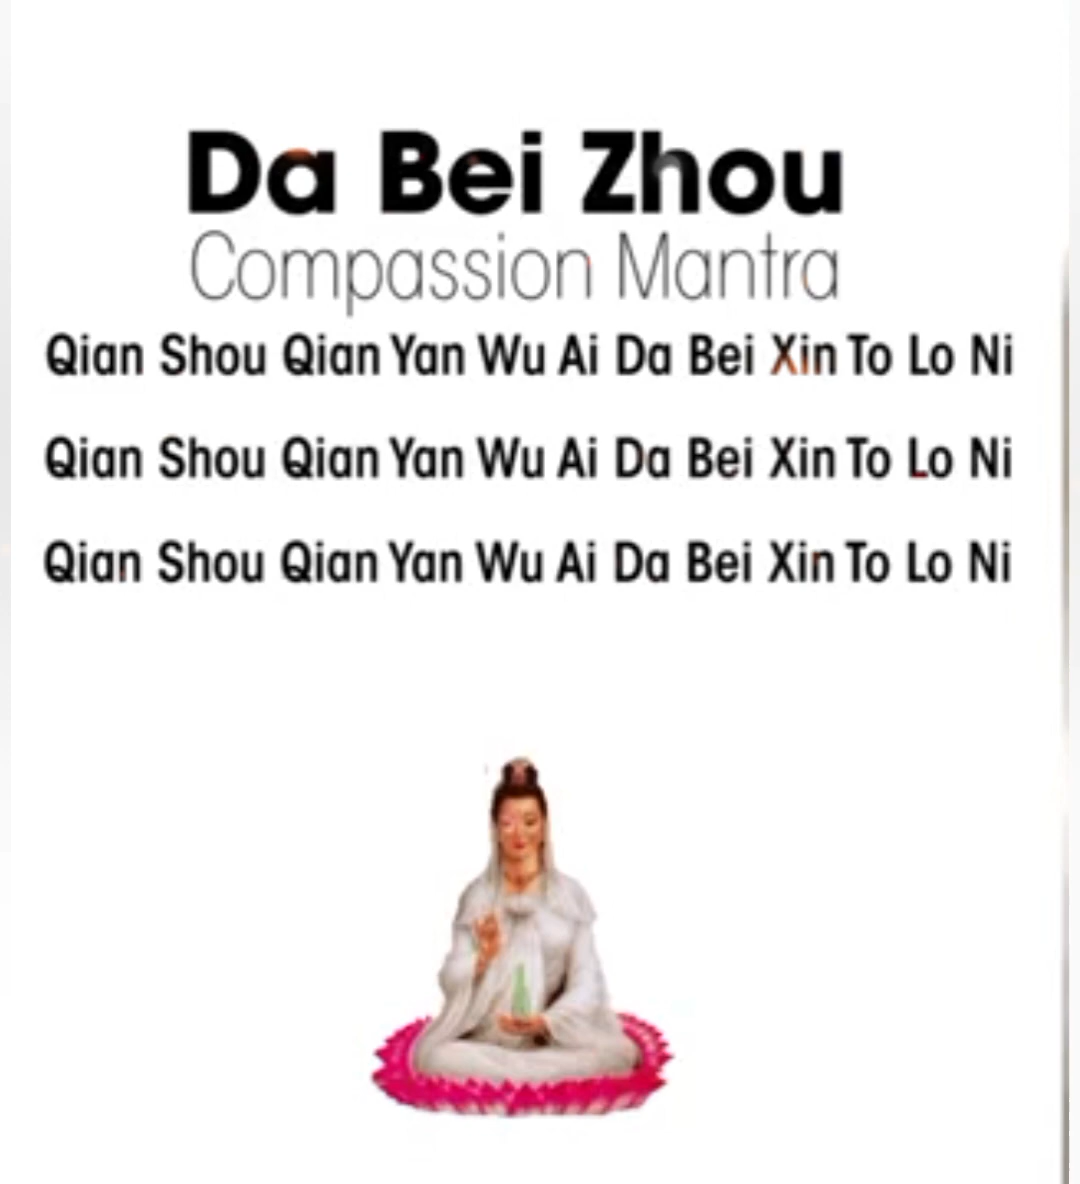 Da Bei Zhou
Compassion Mantra
Qian Shou Qian Yan Wu Ai Da Bei Xin To Lo Ni
Qian Shou Qian Yan Wu Ai Da Bei Xin To Lo Ni
Qian Shou Qian Yan Wu Ai Da Bei Xin To Lo Ni